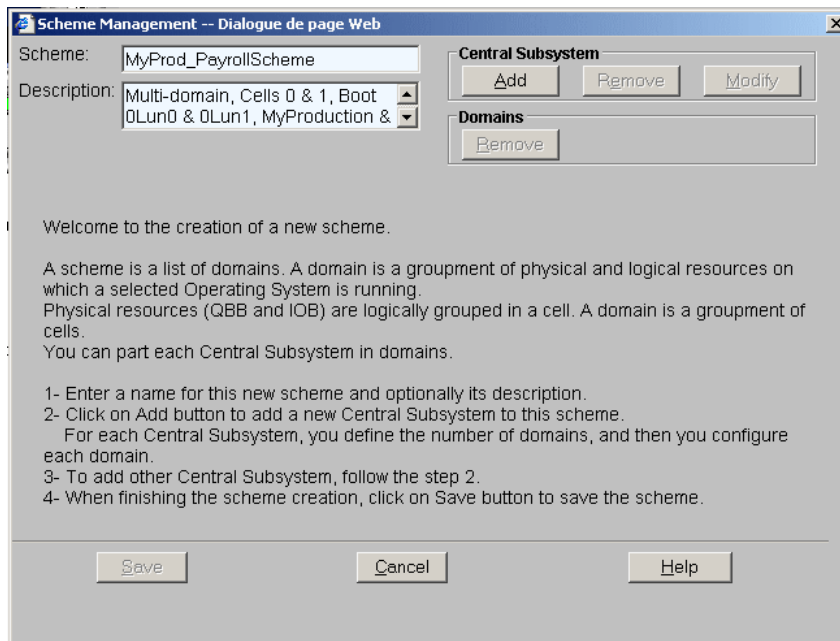 Scheme Management -- Dialogue de page Web
Scheme:
MyProd_PayrollScheme
Description:
Multi-domain, Cells 0 & 1, Boot
0Lun0 & 0Lun1, MyProduction &
Central Subsystem
Add
Remove
Modify
Domains
Remove
Welcome to the creation of a new scheme.
A scheme is a list of domains. A domain is a groupment of physical and logical resources on
which a selected Operating System is running.
Physical resources (QBB and IOB) are logically grouped in a cell. A domain is a groupment of
cells.
You can part each Central Subsystem in domains.
1- Enter a name for this new scheme and optionally its description.
2- Click on Add button to add a new Central Subsystem to this scheme.
For each Central Subsystem, you define the number of domains, and then you configure
each domain.
3- To add other Central Subsystem, follow the step 2.
4- When finishing the scheme creation, click on Save button to save the scheme.
Save
Cancel
Help